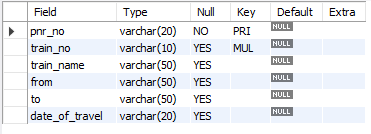 Field Type Null Key Default Extra
pnr_no varchar(20) NO PRI NULL
train_no varchar(10) YES MUL NULL
train_name varchar(50) YES NULL
from varchar(50) YES NULL
to varchar(50) YES NULL
date_of_travel varchar(20) YES NULL